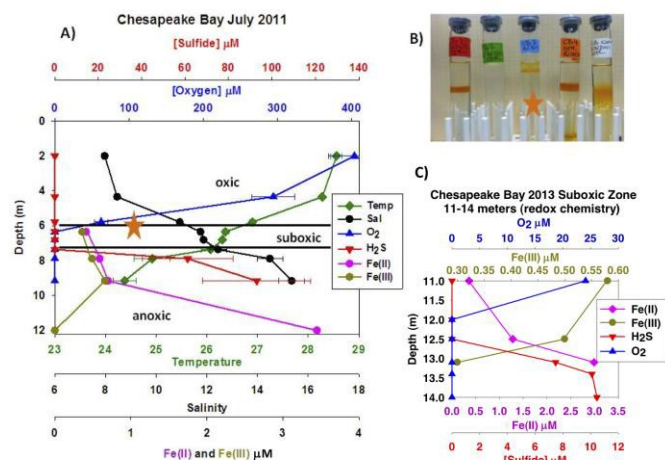 Chesapeake Bay July 2011
A)
[Sulfide] μM
0 20 40 60 80 100 120 140
[Oxygen] μM
0 100 200 300 400
Depth (m)
0
2
4
6
8
10
12
oxic
suboxic
anoxic
Temp
Sal
O2
H2S
Fe(II)
Fe(III)
23 24 25 26 27 28 29
Temperature
6 8 10 12 14 16 18
Salinity
0 1 2 3 4
Fe(II) and Fe(III) μM
B)
C)
Chesapeake Bay 2013 Suboxic Zone
11-14 meters (redox chemistry)
O2 μM
0 5 10 15 20 25 30
Fe(III) μM
0.30 0.35 0.40 0.45 0.50 0.55 0.60
Depth (m)
11.0
12.0
12.5
13.0
13.5
14.0
Fe(II)
Fe(III)
H2S
O2
0.0 0.5 1.0 1.5 2.0 2.5 3.0 3.5
Fe(II) μM
0 2 4 6 8 10 12
[Sulfide] μM